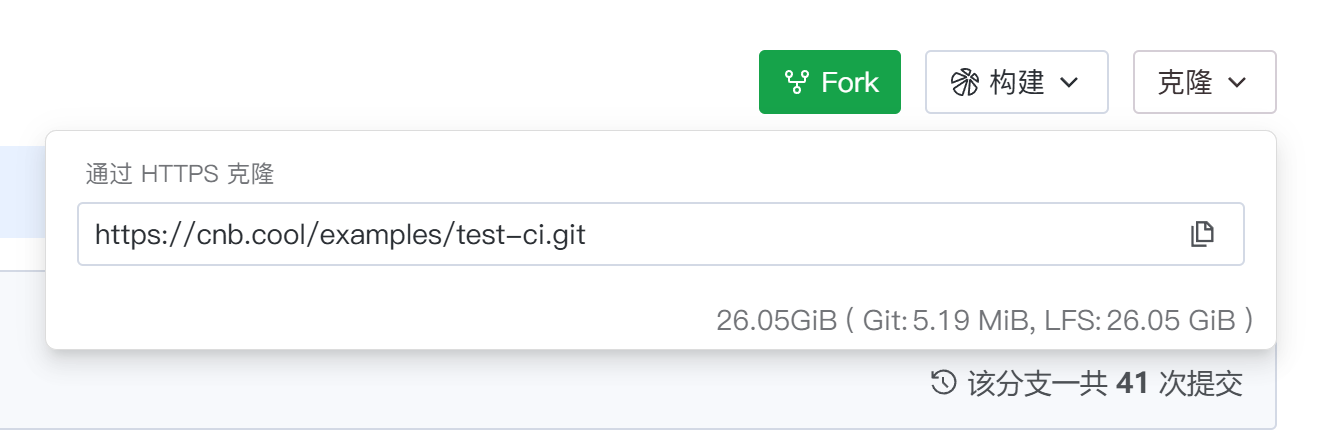 Fork 构建 克隆
通过 HTTPS 克隆
https://cnb.cool/examples/test-ci.git
26.05GiB ( Git: 5.19 MiB, LFS: 26.05 GiB )
该分支一共 41 次提交